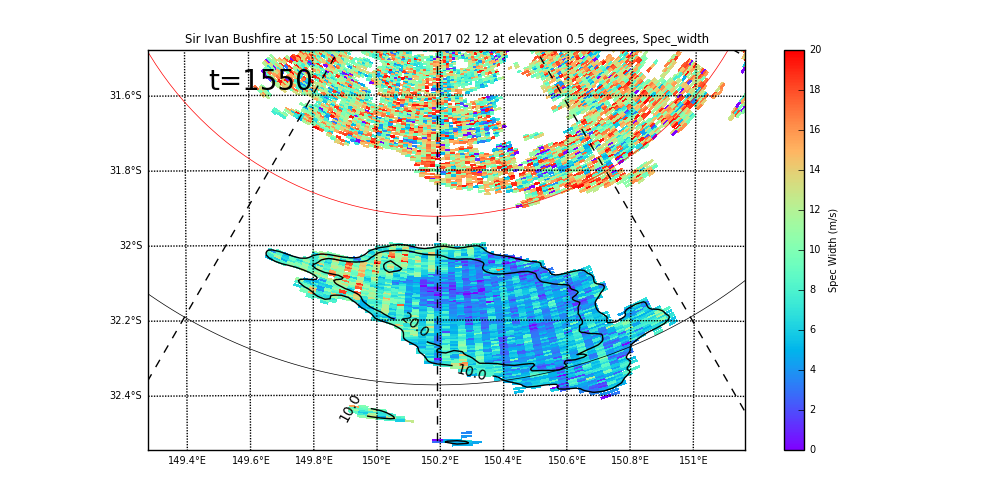 Sir Ivan Bushfire at 15:50 Local Time on 2017 02 12 at elevation 0.5 degrees, Spec_width
t=1550
31.6°S
31.8°S
32°S
32.2°S
32.4°S
149.4°E 149.6°E 149.8°E 150°E 150.2°E 150.4°E 150.6°E 150.8°E 151°E
20.0
10.0
10.0
20
18
16
14
12
10
8
6
4
2
0
Spec Width (m/s)